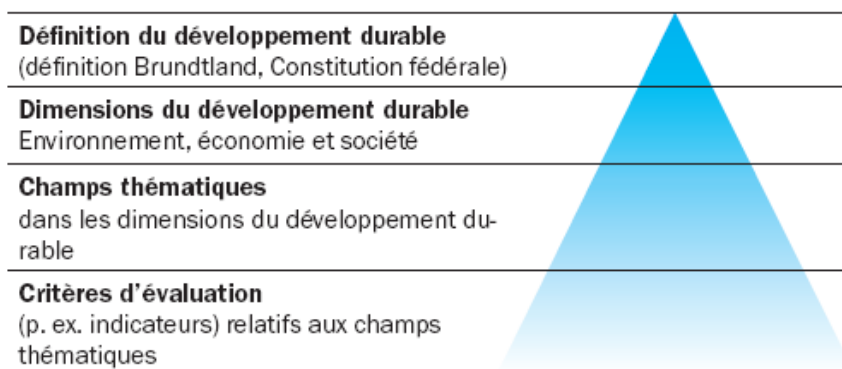 Définition du développement durable
(définition Brundtland, Constitution fédérale)
Dimensions du développement durable
Environnement, économie et société
Champs thématiques
dans les dimensions du développement du-
rable
Critères d'évaluation
(p. ex. indicateurs) relatifs aux champs
thématiques